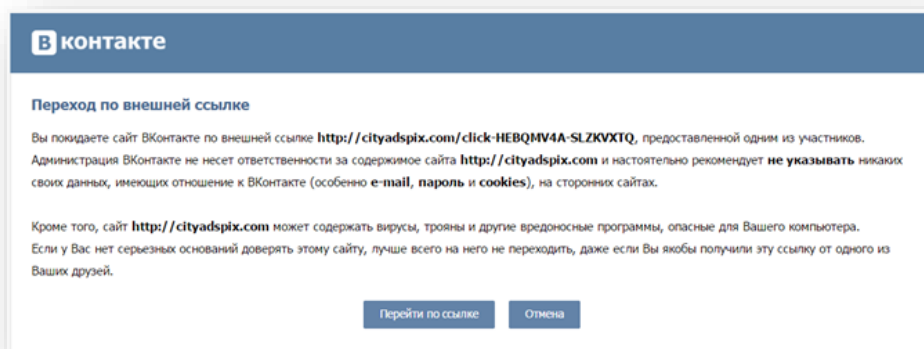 В контакте
Переход по внешней ссылке
Вы покидаете сайт ВКонтакте по внешней ссылке http://cityadspix.com/click-HEBQMV4A-SLZKVXTQ, предоставленной одним из участников.
Администрация ВКонтакте не несет ответственности за содержимое сайта http://cityadspix.com и настоятельно рекомендует не указывать никаких
своих данных, имеющих отношение к ВКонтакте (особенно e-mail, пароль и cookies), на сторонних сайтах.
Кроме того, сайт http://cityadspix.com может содержать вирусы, трояны и другие вредоносные программы, опасные для Вашего компьютера.
Если у Вас нет серьезных оснований доверять этому сайту, лучше всего на него не переходить, даже если Вы якобы получили эту ссылку от одного из
Ваших друзей.
Перейти по ссылке Отмена